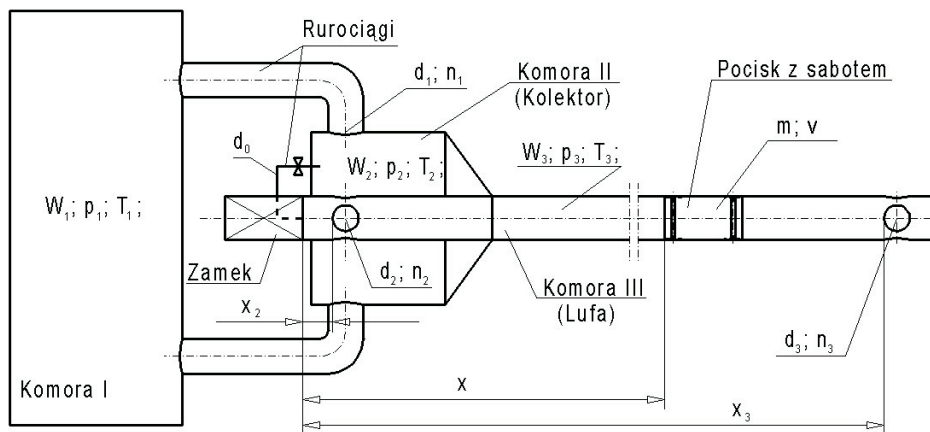 Rurociągi
d₁; n₁
Komora II
(Kolektor)
Pocisk z sabotem
m; v
d₀
W₂; p₂; T₂;
W₃; p₃; T₃;
W₁; p₁; T₁;
Zamek
d₂; n₂
Komora III
(Lufa)
x₂
d₃; n₃
Komora I
x
x₃